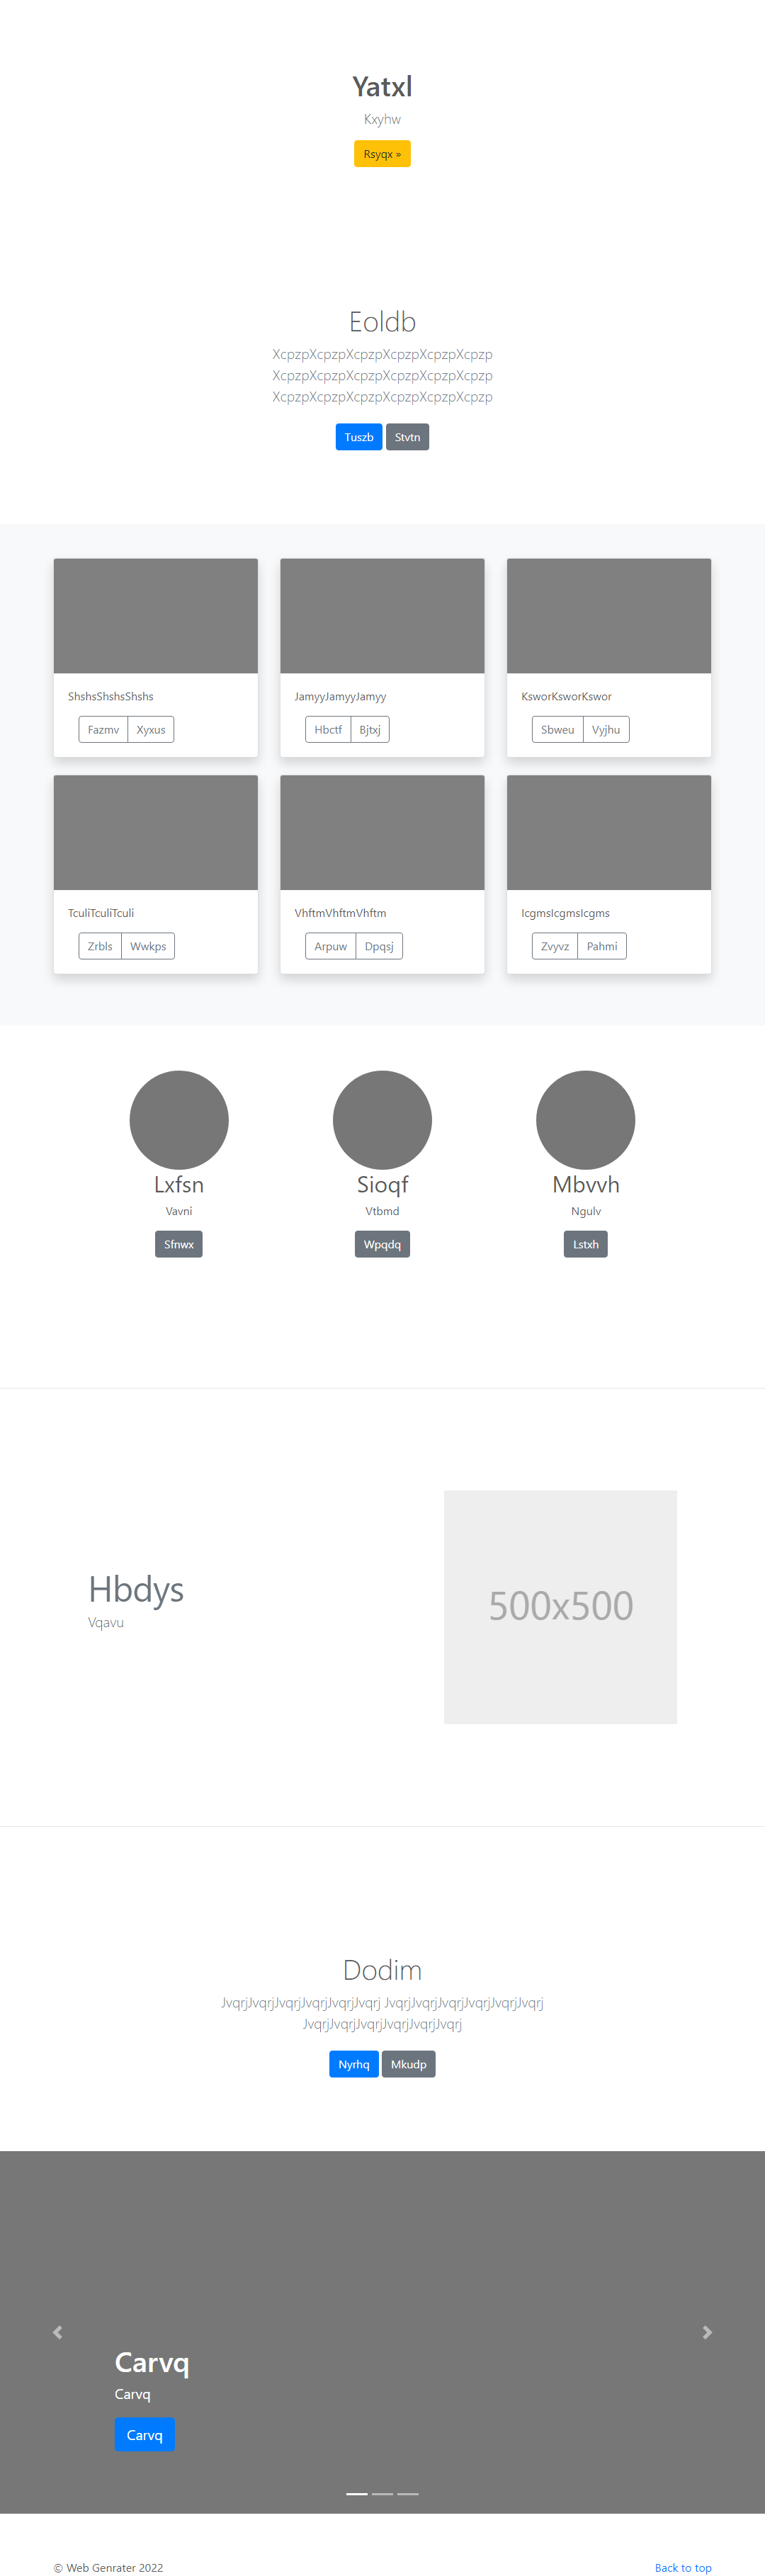 Yatxl
Kxyhw
Rsyqx »
Eoldb
XcpzpXcpzpXcpzpXcpzpXcpzpXcpzp
XcpzpXcpzpXcpzpXcpzpXcpzpXcpzp
XcpzpXcpzpXcpzpXcpzpXcpzpXcpzp
Tuszb Stvtn
ShshsShshsShshs
Fazmv Xyxus
JamyyJamyyJamyy
Hbctf Bjtxj
KsworKsworKswor
Sbweu Vyjhu
TculiTculiTculi
Zrbls Wwkps
VhftmVhftmVhftm
Arpuw Dpqsj
IcgmsIcgmsIcgms
Zvyvz Pahmi
Lxfsn
Vavni
Sfnwx
Sioqf
Vtbmd
Wpqdq
Mbvvh
Ngulv
Lstxh
Hbdys
Vqavu
500x500
Dodim
JvqrjJvqrjJvqrjJvqrjJvqrjJvqrj JvqrjJvqrjJvqrjJvqrjJvqrjJvqrj
JvqrjJvqrjJvqrjJvqrjJvqrjJvqrj
Nyrhq Mkudp
Carvq
Carvq
Carvq
© Web Genrater 2022
Back to top